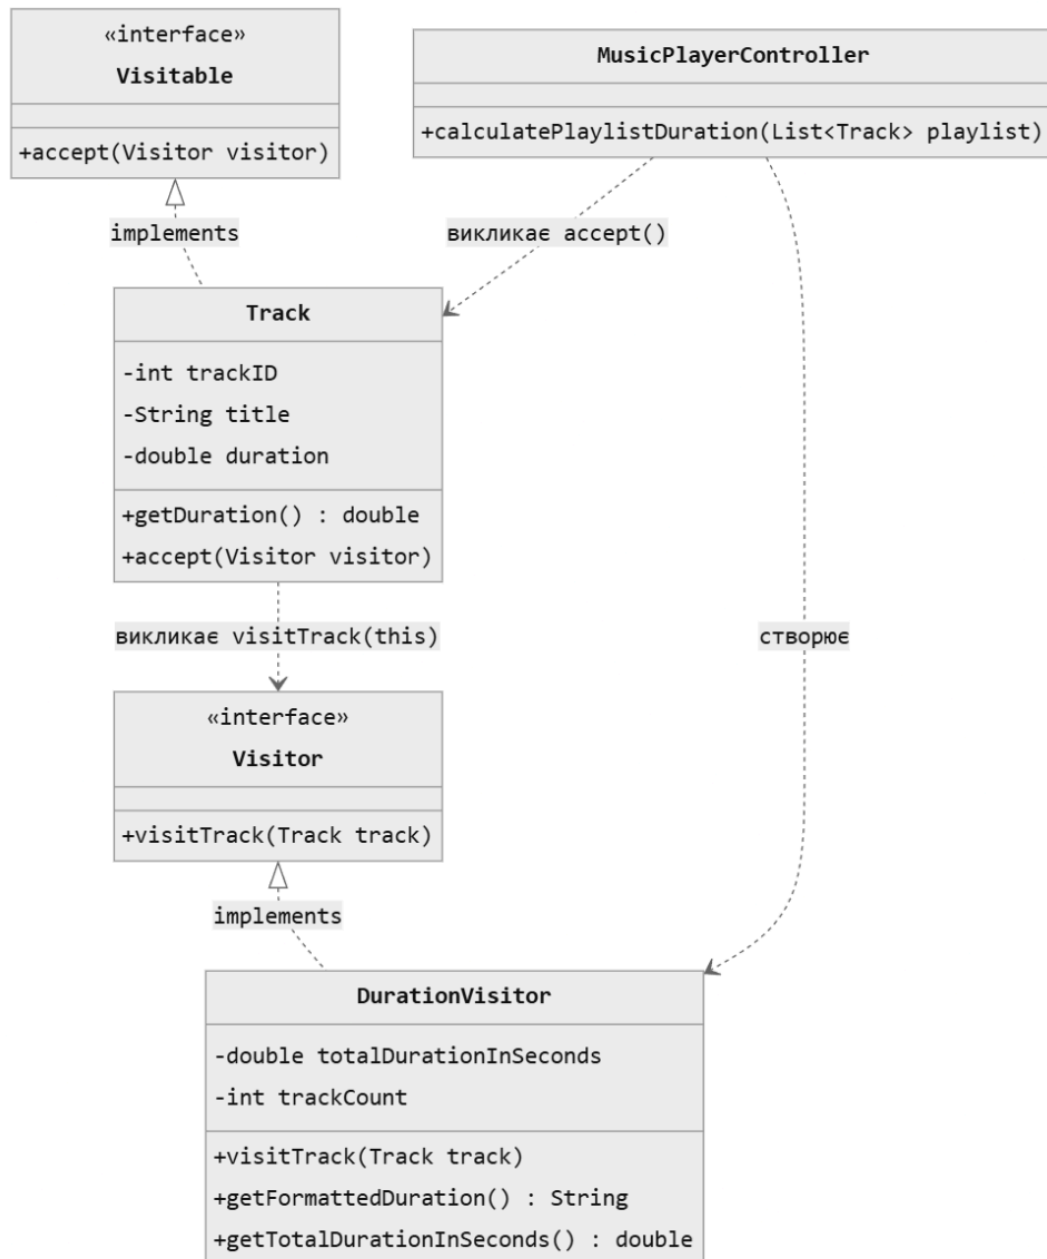 «interface»
Visitable
+accept(Visitor visitor)
MusicPlayerController
+calculatePlaylistDuration(List<Track> playlist)
implements
викликає accept()
Track
-int trackID
-String title
-double duration
+getDuration() : double
+accept(Visitor visitor)
викликає visitTrack(this)
створює
«interface»
Visitor
+visitTrack(Track track)
implements
DurationVisitor
-double totalDurationInSeconds
-int trackCount
+visitTrack(Track track)
+getFormattedDuration() : String
+getTotalDurationInSeconds() : double